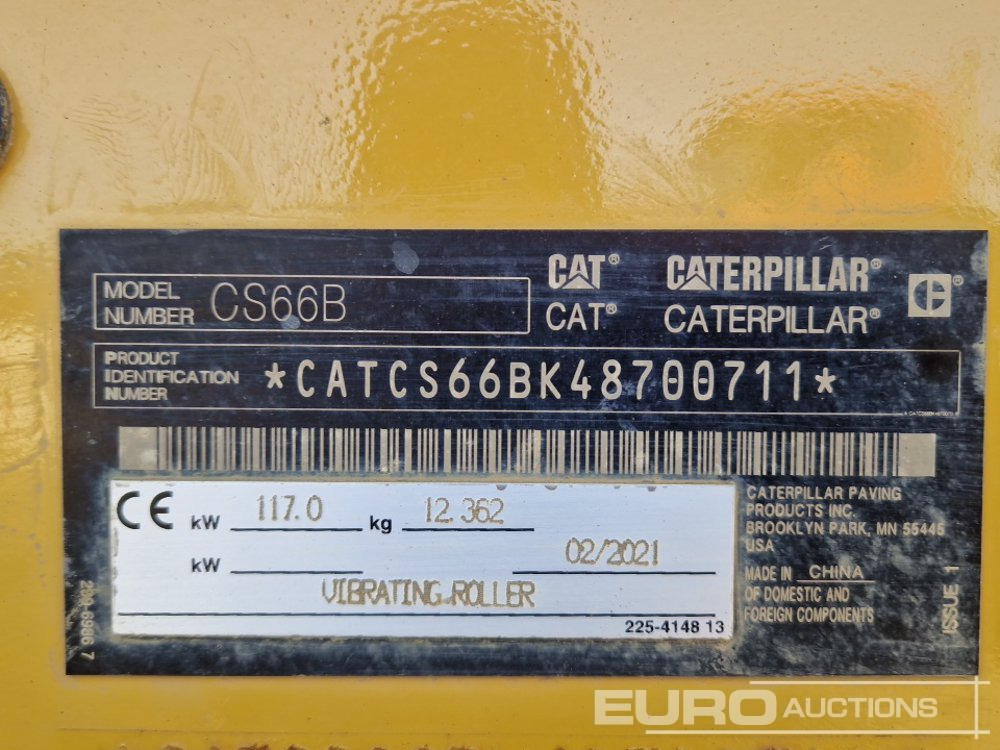 CAT® CATERPILLAR® CE
CAT® CATERPILLAR®
MODEL
NUMBER CS66B
PRODUCT
IDENTIFICATION
NUMBER *CATCS66BK48700711*
CE kW 117.0 kg 12.362
kW 02/2021
VIBRATING ROLLER
225-4148 13
CATERPILLAR PAVING
PRODUCTS INC.
BROOKLYN PARK, MN 55445
USA
MADE IN CHINA
OF DOMESTIC AND
FOREIGN COMPONENTS
ISSUE 1
EURO AUCTIONS